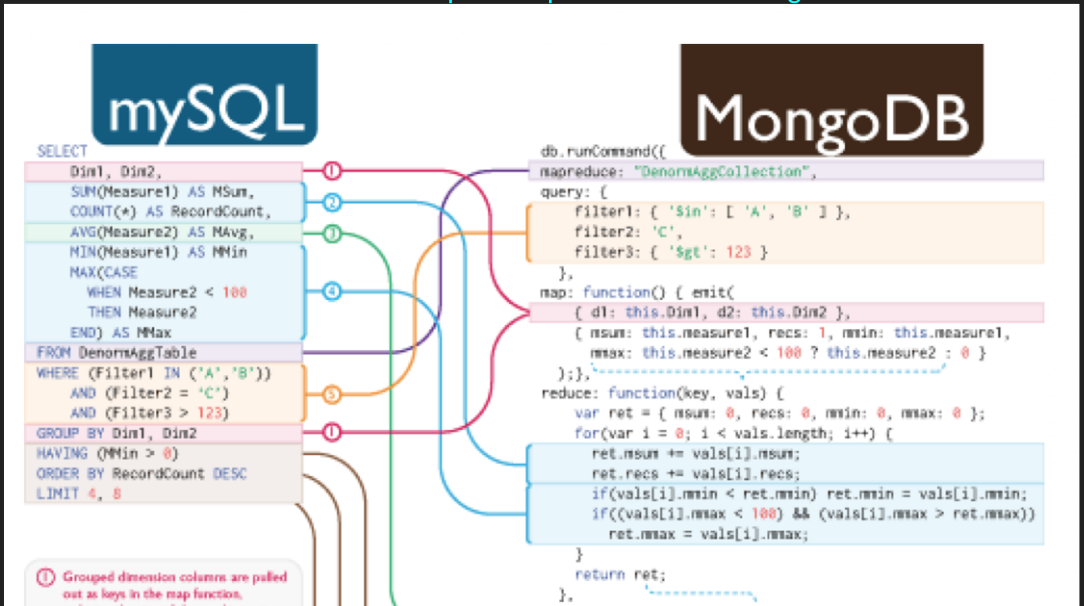 mySQL
SELECT
Dim1, Dim2,
SUM(Measure1) AS MSum,
COUNT(*) AS RecordCount,
AVG(Measure2) AS MAvg,
MIN(Measure1) AS MMin
MAX(CASE
WHEN Measure2 < 100
THEN Measure2
END) AS MMax
FROM DenormAggTable
WHERE (Filter1 IN ('A','B'))
AND (Filter2 = 'C')
AND (Filter3 > 123)
GROUP BY Dim1, Dim2
HAVING (MMin > 0)
ORDER BY RecordCount DESC
LIMIT 4, 8
1
2
3
4
5
1
1 Grouped dimension columns are pulled
out as keys in the map function,
MongoDB
db.runCommand({
mapreduce: "DenormAggCollection",
query: {
filter1: { '$in': [ 'A', 'B' ] },
filter2: 'C',
filter3: { '$gt': 123 }
},
map: function() { emit(
{ d1: this.Dim1, d2: this.Dim2 },
{ msum: this.measure1, recs: 1, mmin: this.measure1,
mmax: this.measure2 < 100 ? this.measure2 : 0 }
);},
reduce: function(key, vals) {
var ret = { msum: 0, recs: 0, mmin: 0, mmax: 0 };
for(var i = 0; i < vals.length; i++) {
ret.msum += vals[i].msum;
ret.recs += vals[i].recs;
if(vals[i].mmin < ret.mmin) ret.mmin = vals[i].mmin;
if((vals[i].mmax < 100) && (vals[i].mmax > ret.mmax))
ret.mmax = vals[i].mmax;
}
return ret;
},